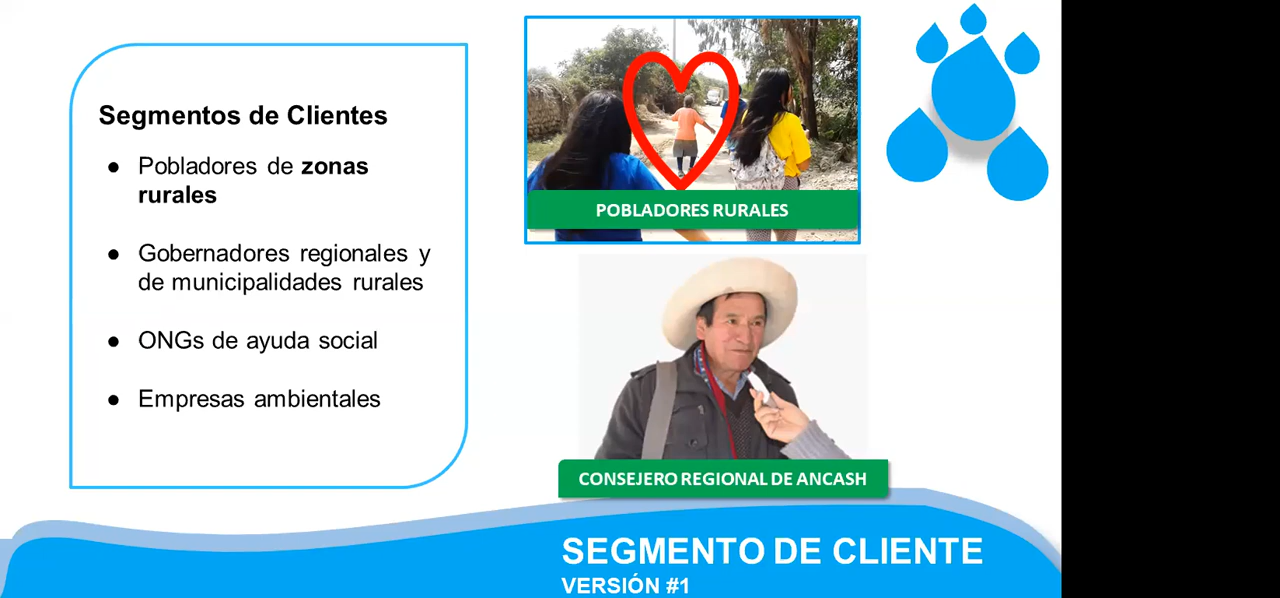 Segmentos de Clientes
● Pobladores de zonas
rurales
● Gobernadores regionales y
de municipalidades rurales
● ONGs de ayuda social
● Empresas ambientales
POBLADORES RURALES
CONSEJERO REGIONAL DE ANCASH
SEGMENTO DE CLIENTE
VERSIÓN #1